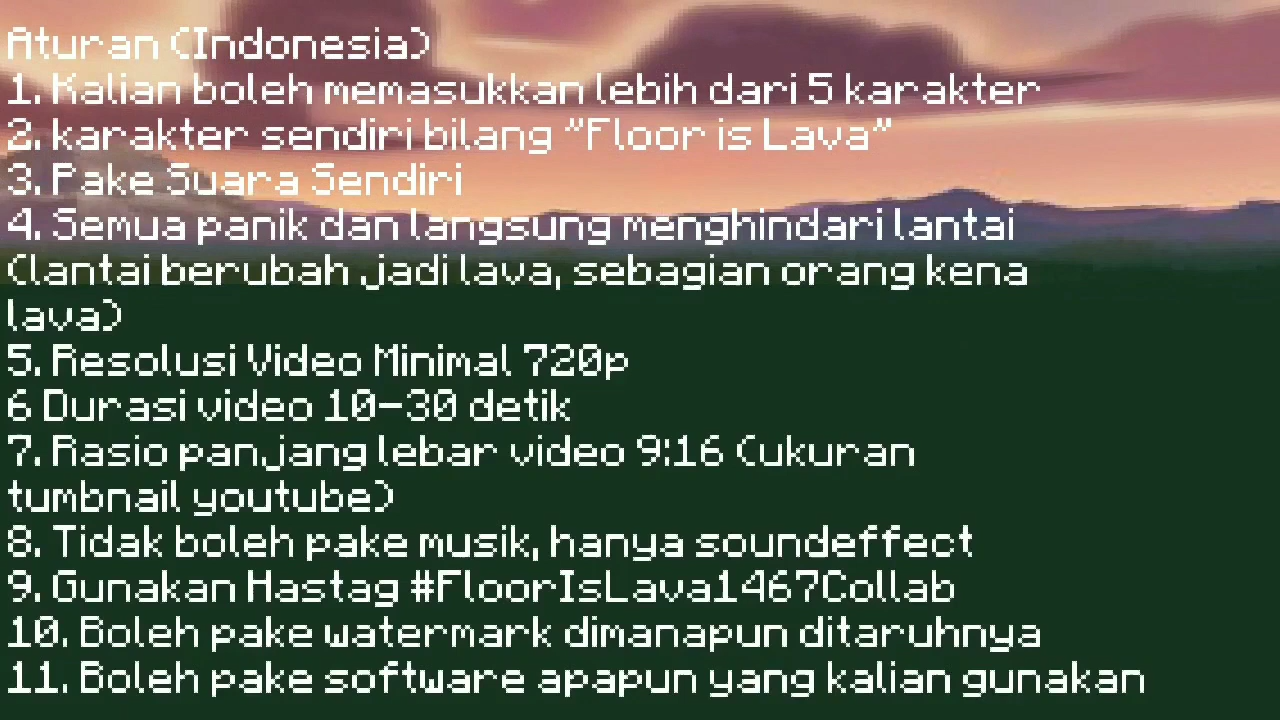 Aturan (Indonesia)
1. Kalian boleh memasukkan lebih dari 5 karakter
2. karakter sendiri bilang "Floor is Lava"
3. Pake Suara Sendiri
4. Semua panik dan langsung menghindari lantai
(lantai berubah jadi lava, sebagian orang kena
lava)
5. Resolusi Video Minimal 720p
6 Durasi video 10-30 detik
7. Rasio panjang lebar video 9:16 (ukuran
tumbnail youtube)
8. Tidak boleh pake musik, hanya soundeffect
9. Gunakan Hastag #FloorIsLava1467Collab
10. Boleh pake watermark dimanapun ditaruhnya
11. Boleh pake software apapun yang kalian gunakan